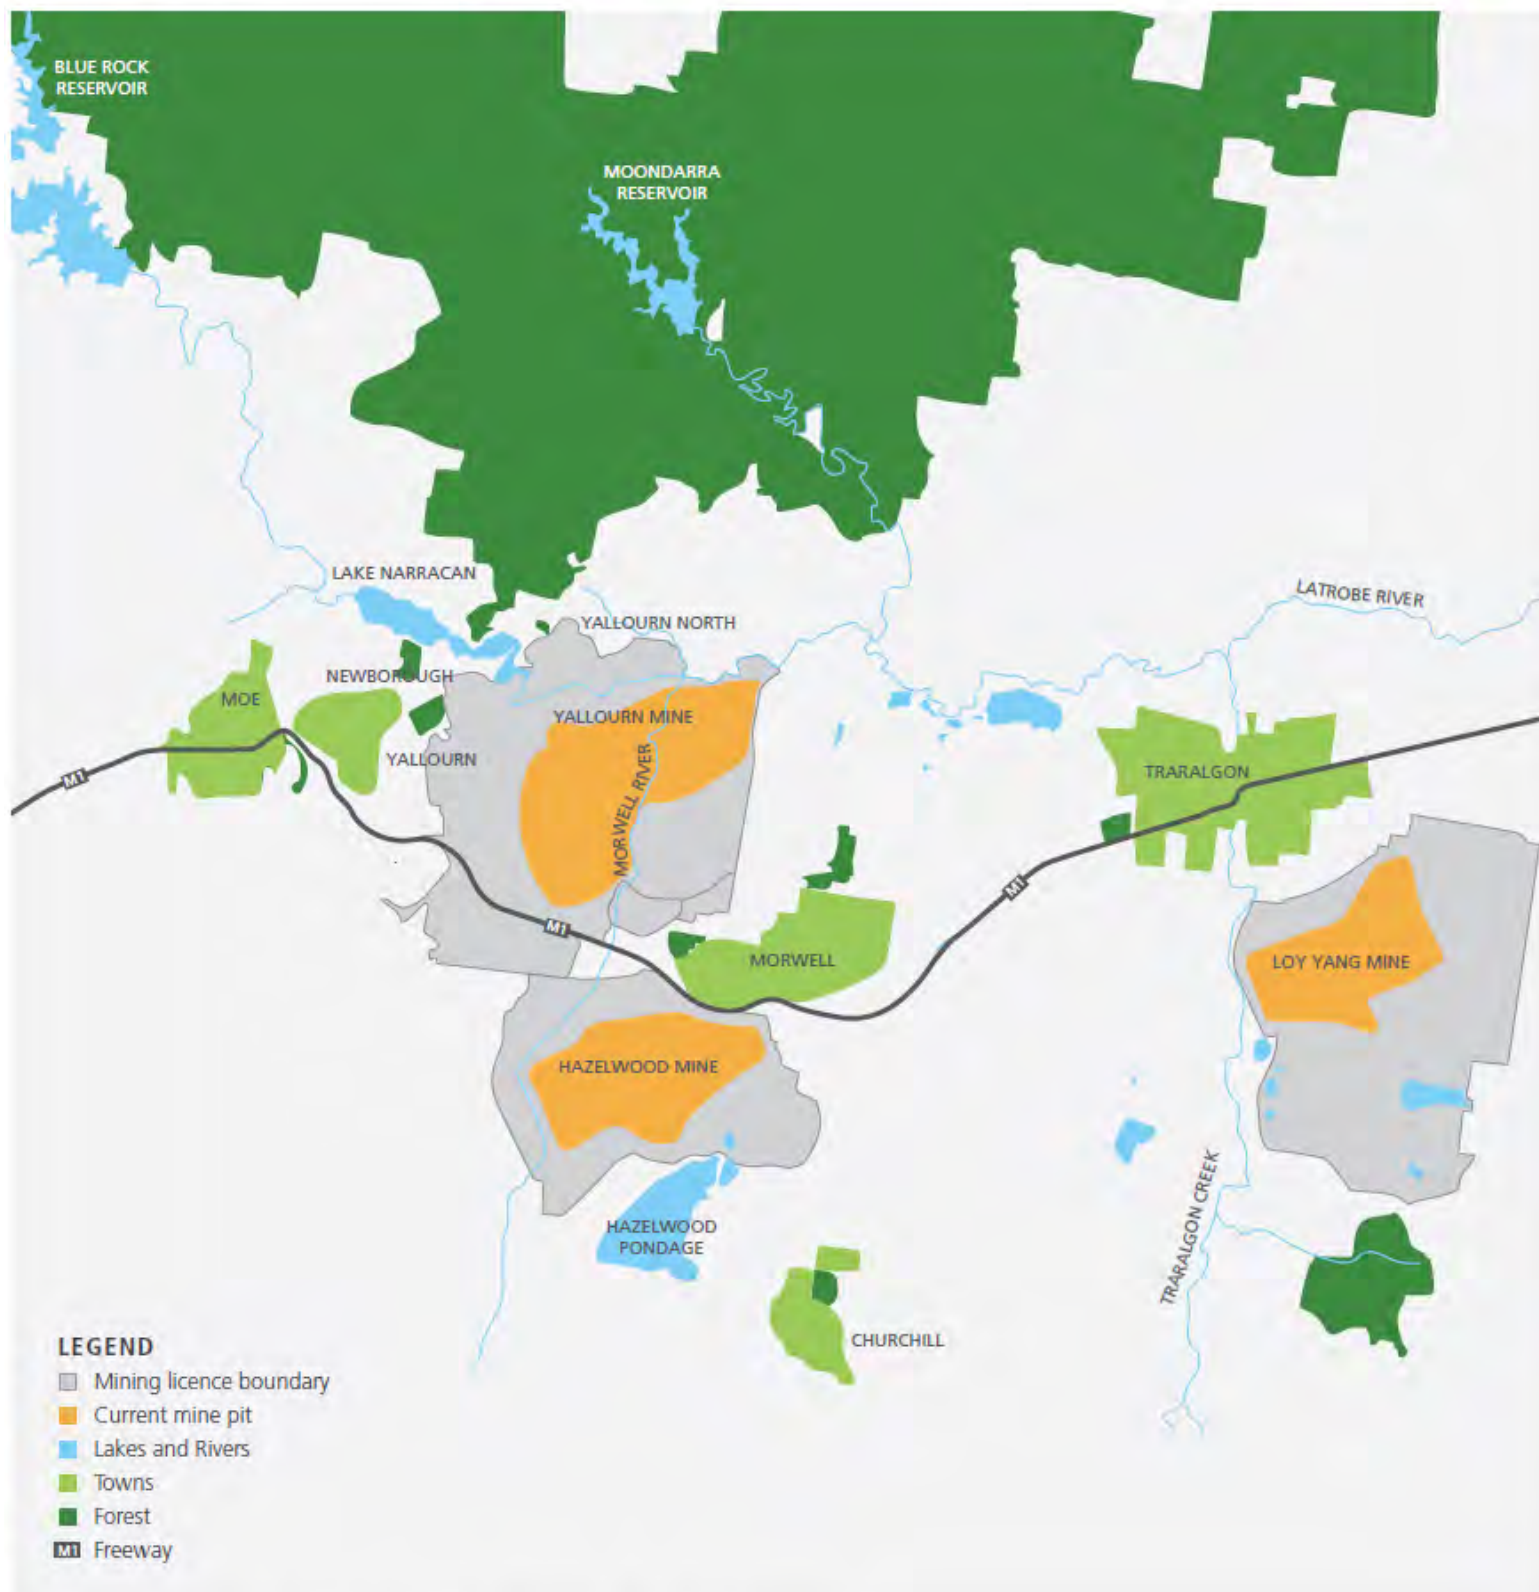 BLUE ROCK
RESERVOIR
MOONDARRA
RESERVOIR
LAKE NARRACAN
LATROBE RIVER
YALLOURN NORTH
NEWBOROUGH
MOE
YALLOURN MINE
YALLOURN
MORWELL RIVER
M1
TRARALGON
M1
M1
MORWELL
LOY YANG MINE
HAZELWOOD MINE
HAZELWOOD
PONDAGE
TRARALGON CREEK
CHURCHILL
LEGEND
Mining licence boundary
Current mine pit
Lakes and Rivers
Towns
Forest
M1 Freeway